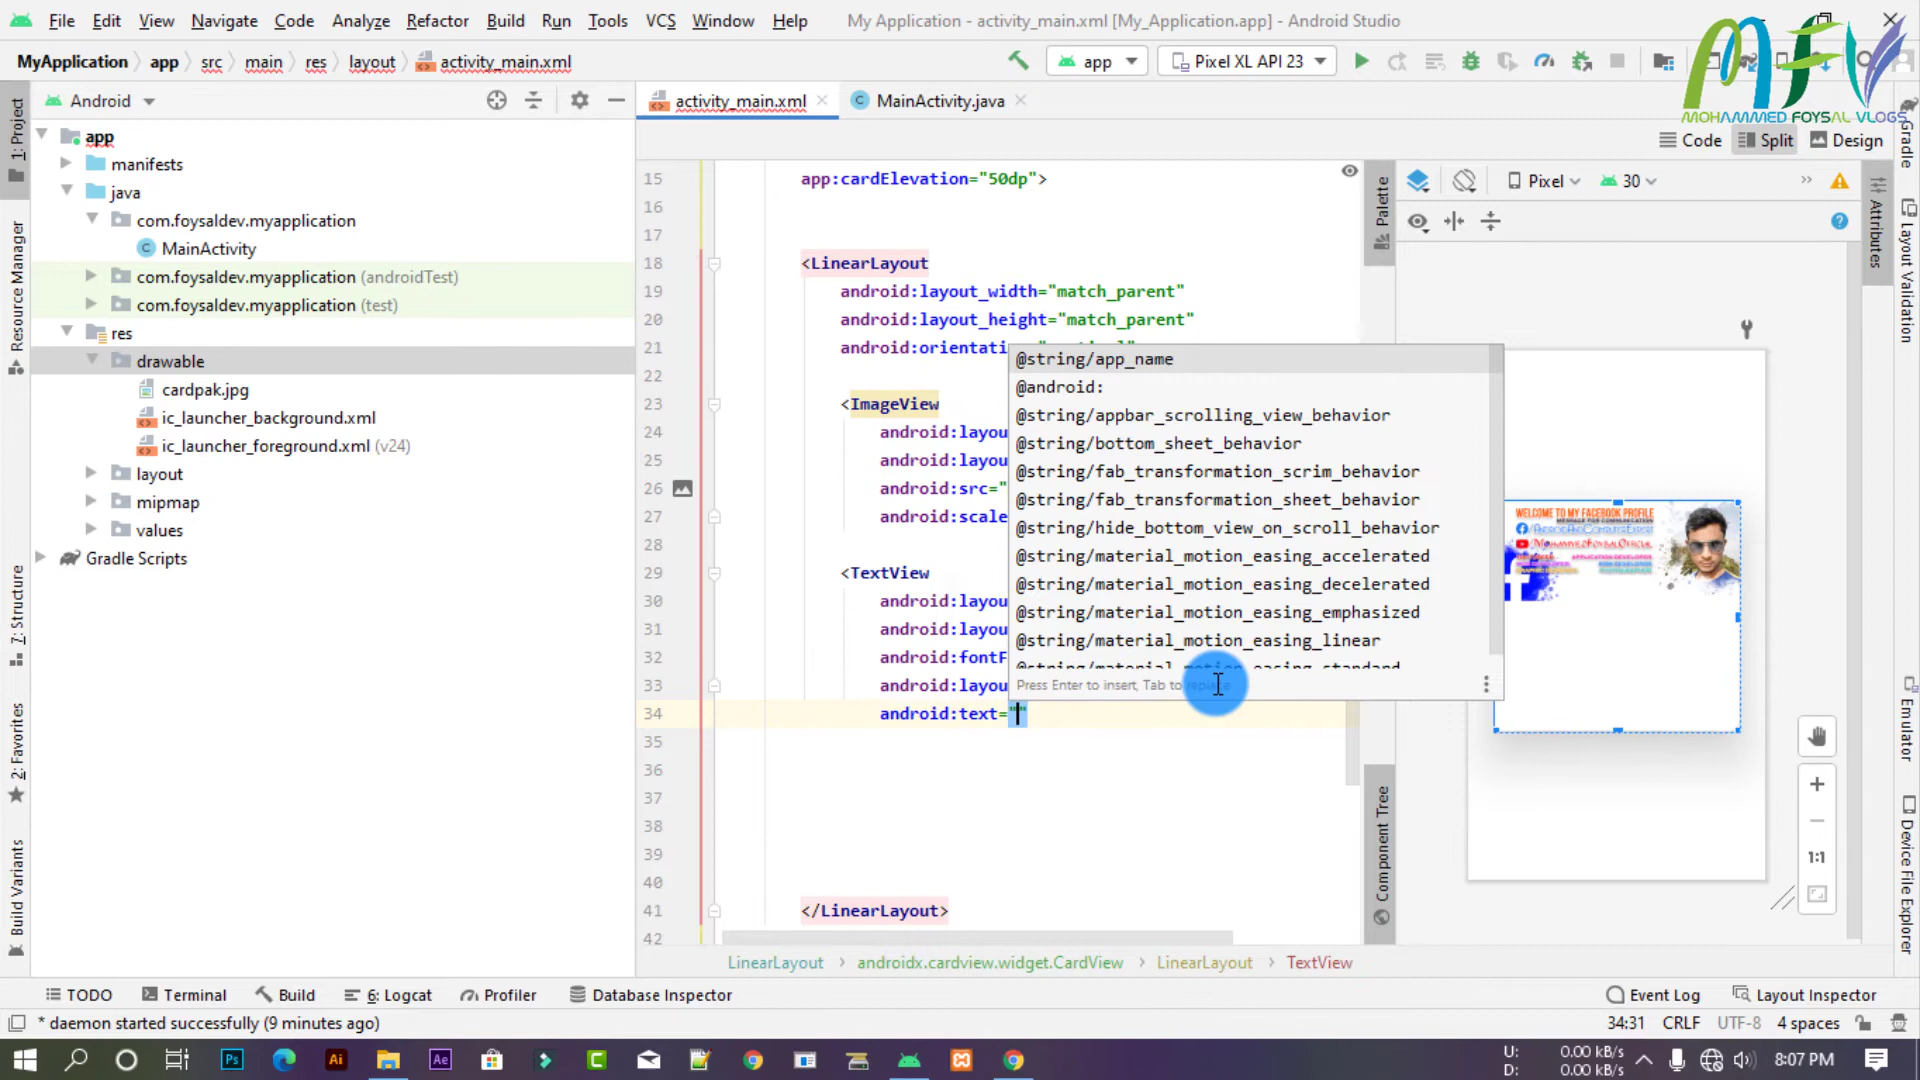 File Edit View Navigate Code Analyze Refactor Build Run Tools VCS Window Help My Application - activity_main.xml [My_Application.app] - Android Studio
MyApplication app src main res layout activity_main.xml app Pixel XL API 23
MOHAMMED FOYSAL VLOGS
Android
activity_main.xml MainActivity.java
Code Split Design
1: Project
Resource Manager
7: Structure
2: Favorites
Build Variants
app
manifests
java
com.foysaldev.myapplication
MainActivity
com.foysaldev.myapplication (androidTest)
com.foysaldev.myapplication (test)
res
drawable
cardpak.jpg
ic_launcher_background.xml
ic_launcher_foreground.xml (v24)
layout
mipmap
values
Gradle Scripts
15 app:cardElevation="50dp">
16
17
18 <LinearLayout
19 android:layout_width="match_parent"
20 android:layout_height="match_parent"
21 android:orientati
22
23 <ImageView
24 android:layou
25 android:layou
26 android:src="
27 android:scale
28
29 <TextView
30 android:layou
31 android:layou
32 android:fontF
33 android:layou
34 android:text=""
35
36
37
38
39
40
41 </LinearLayout>
42
@string/app_name
@android:
@string/appbar_scrolling_view_behavior
@string/bottom_sheet_behavior
@string/fab_transformation_scrim_behavior
@string/fab_transformation_sheet_behavior
@string/hide_bottom_view_on_scroll_behavior
@string/material_motion_easing_accelerated
@string/material_motion_easing_decelerated
@string/material_motion_easing_emphasized
@string/material_motion_easing_linear
@string/material_motion_easing_standard
Press Enter to insert, Tab to replace
Palette
Component Tree
Pixel 30
WELCOME TO MY FACEBOOK PROFILE
1:1
Attributes
Gradle
Layout Validation
Emulator
Device File Explorer
LinearLayout androidx.cardview.widget.CardView LinearLayout TextView
TODO Terminal Build 6: Logcat Profiler Database Inspector Event Log Layout Inspector
* daemon started successfully (9 minutes ago) 34:31 CRLF UTF-8 4 spaces
U: 0.00 kB/s
D: 0.00 kB/s
8:07 PM